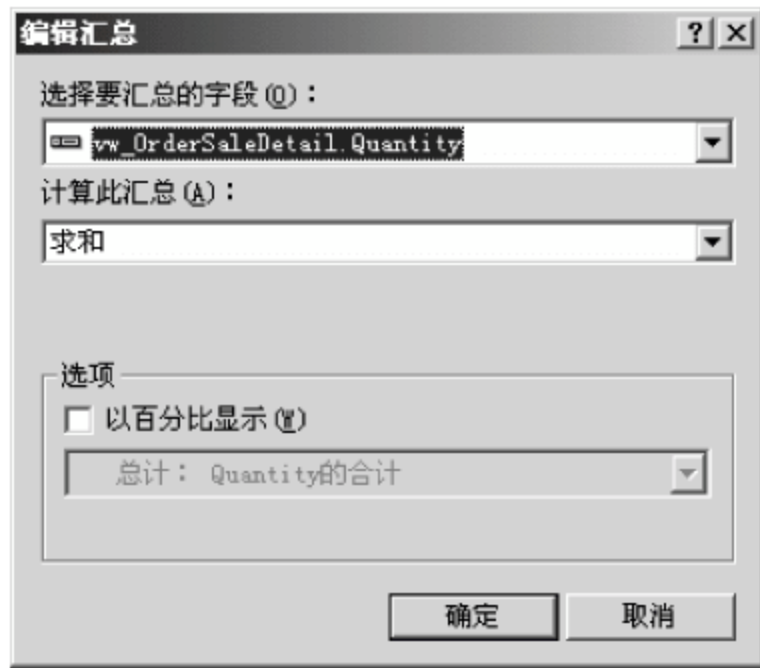 编辑汇总
选择要汇总的字段(O)：
vw_OrderSaleDetail.Quantity
计算此汇总(A)：
求和
选项
以百分比显示(W)
总计： Quantity的合计
确定 取消